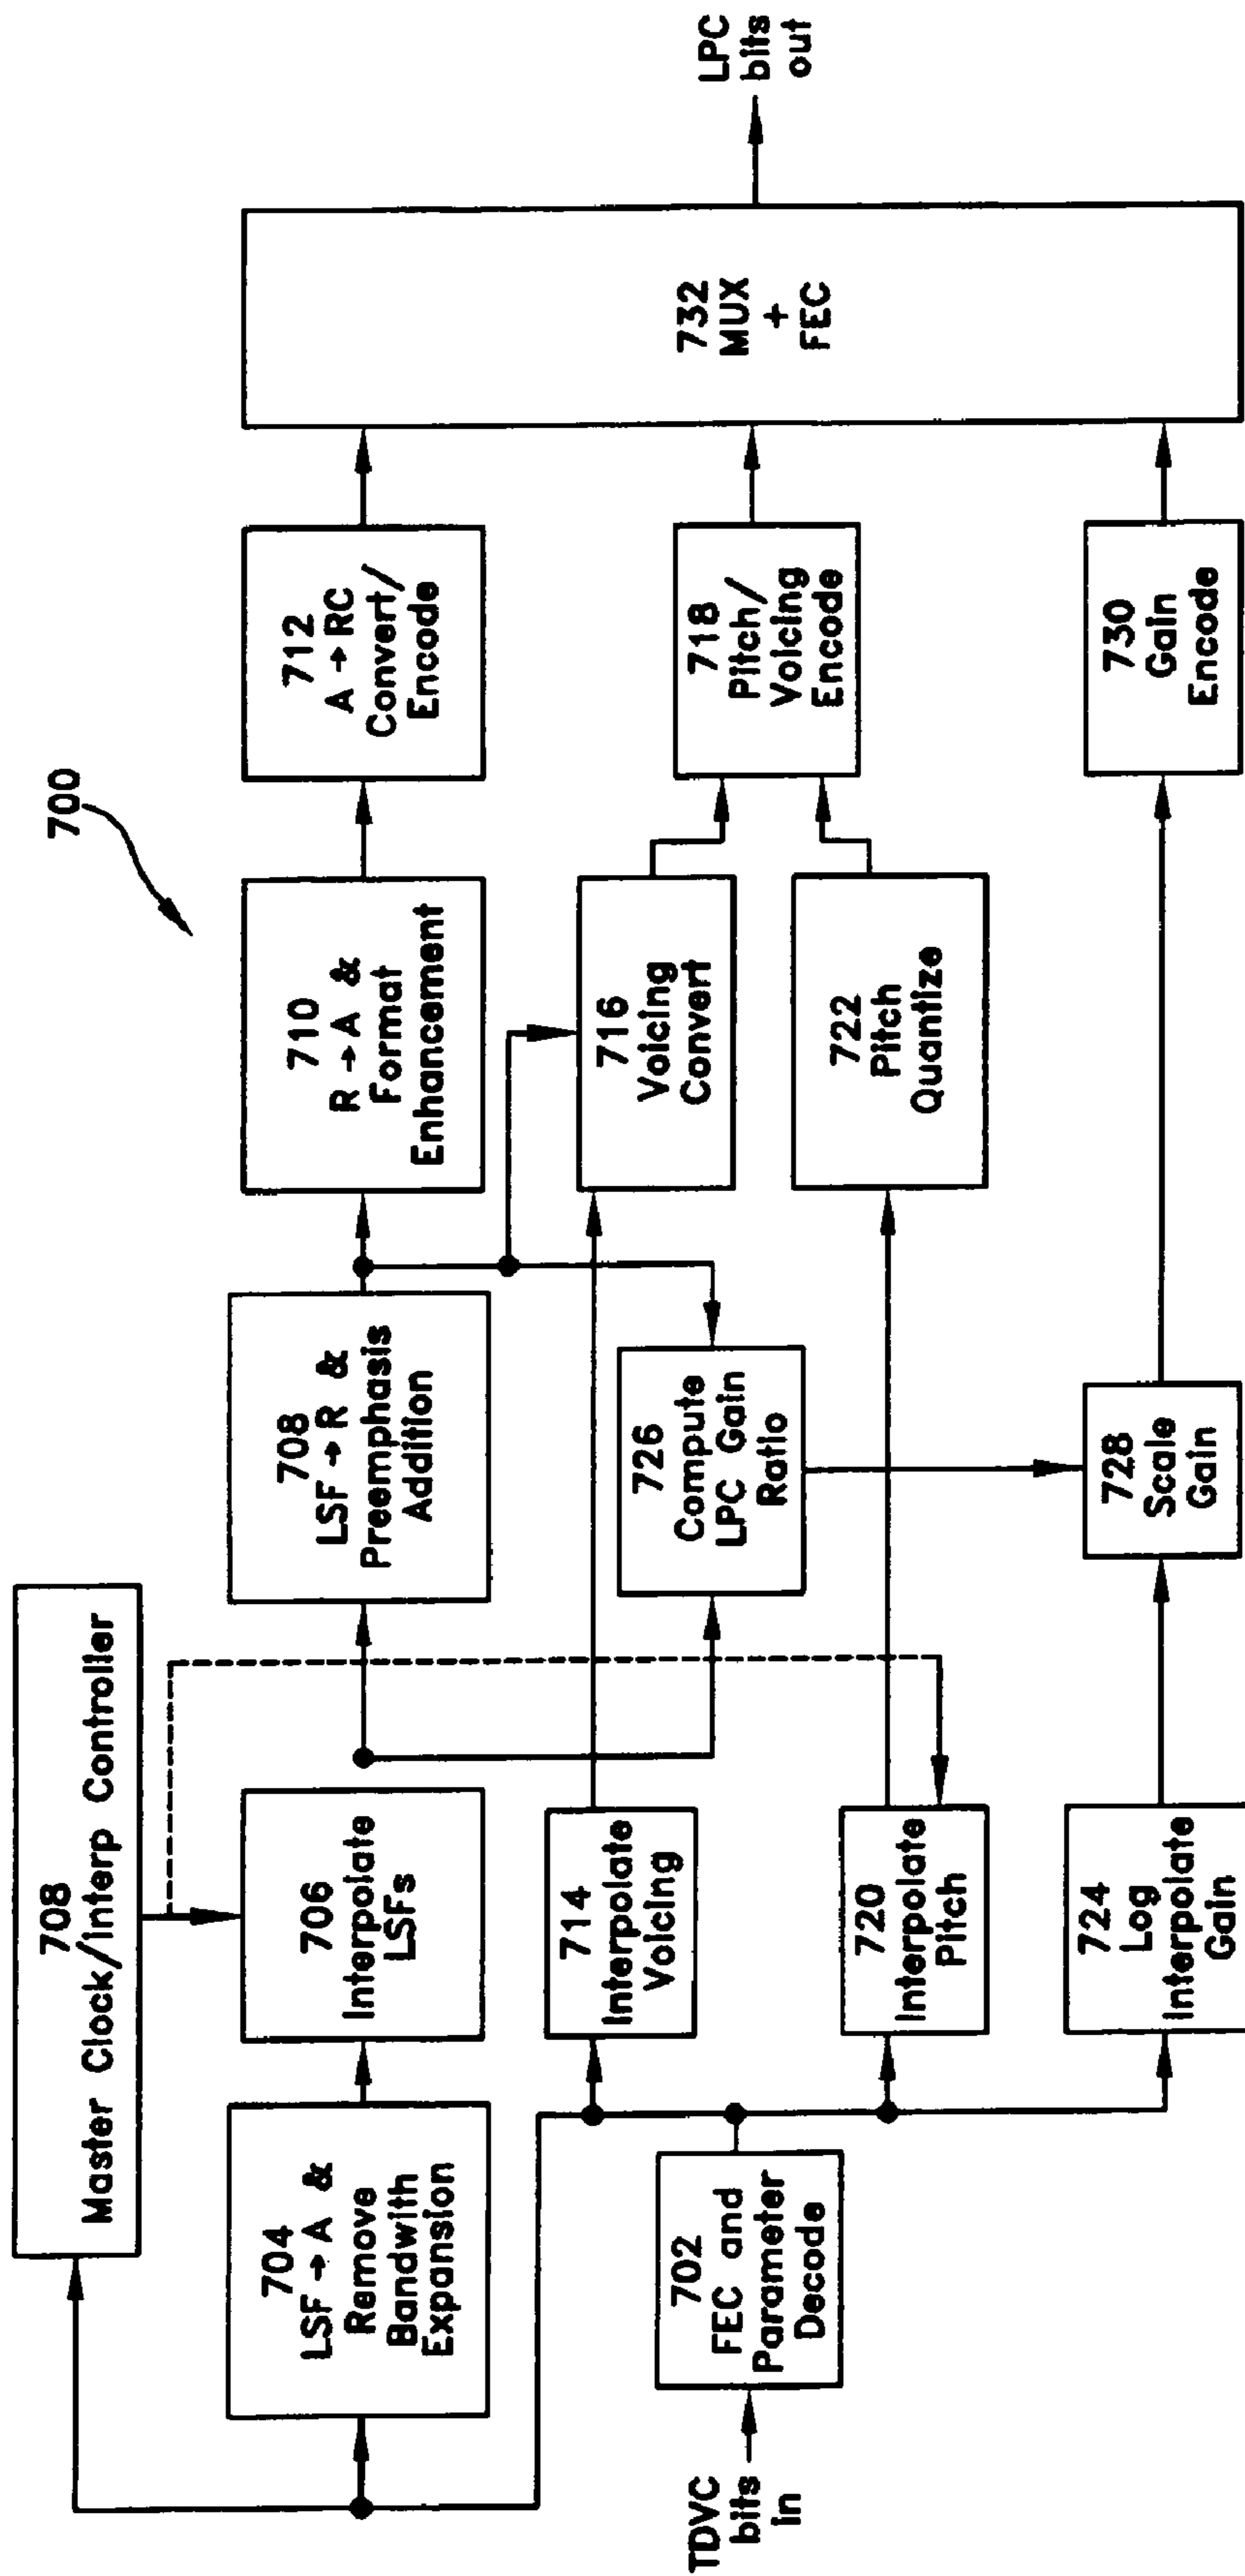 700
708
Master Clock/Interp Controller
704
LSF→A &
Remove
Bandwith
Expansion
706
Interpolate
LSFs
708
LSF→R &
Preemphasis
Addition
710
R→A &
Format
Enhancement
712
A→RC
Convert/
Encode
714
Interpolate
Voicing
716
Voicing
Convert
718
Pitch/
Voicing
Encode
TDVC
bits
in
702
FEC and
Parameter
Decode
726
Compute
LPC Gain
Ratio
720
Interpolate
Pitch
722
Pitch
Quantize
724
Log
Interpolate
Gain
728
Scale
Gain
730
Gain
Encode
732
MUX
+
FEC
LPC
bits
out